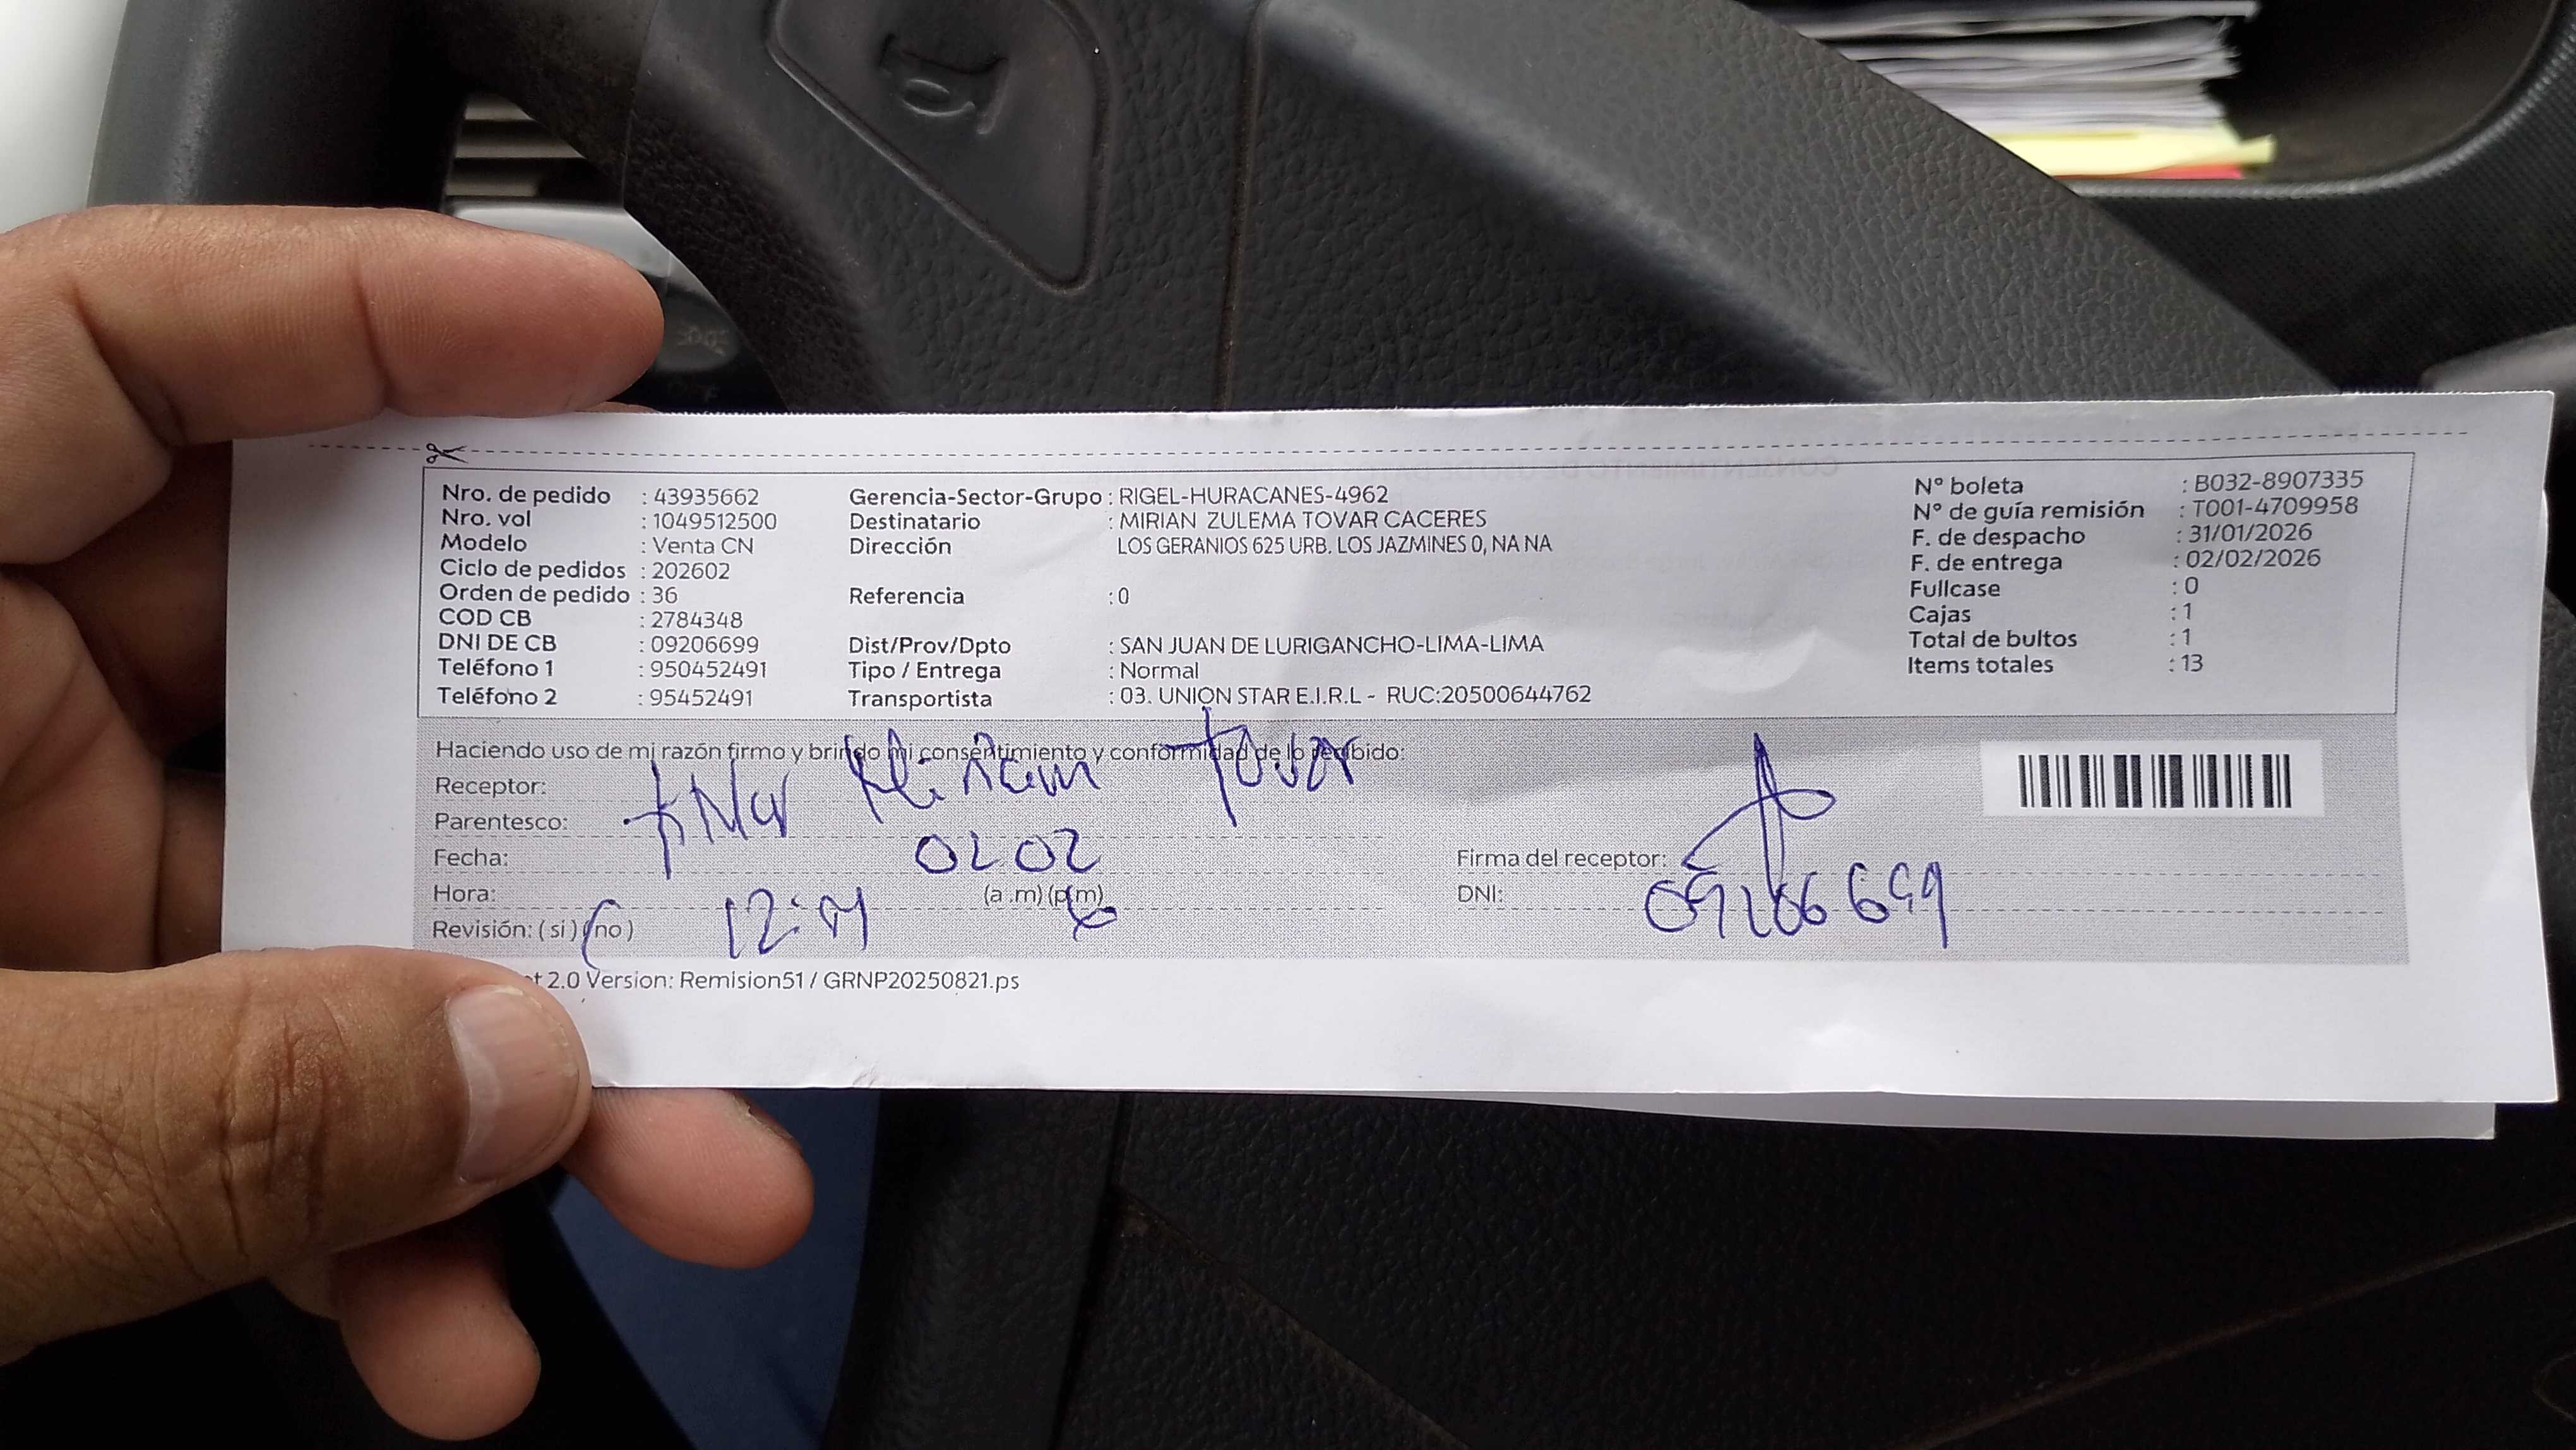 Nro. de pedido : 43935662
Nro. vol : 1049512500
Modelo : Venta CN
Ciclo de pedidos : 202602
Orden de pedido : 36
COD CB : 2784348
DNI DE CB : 09206699
Teléfono 1 : 950452491
Teléfono 2 : 95452491
Gerencia-Sector-Grupo : RIGEL-HURACANES-4962
Destinatario : MIRIAN ZULEMA TOVAR CACERES
Dirección LOS GERANIOS 625 URB. LOS JAZMINES 0, NA NA
Referencia : 0
Dist/Prov/Dpto : SAN JUAN DE LURIGANCHO-LIMA-LIMA
Tipo / Entrega : Normal
Transportista : 03. UNION STAR E.I.R.L - RUC:20500644762
N° boleta : B032-8907335
N° de guía remisión : T001-4709958
F. de despacho : 31/01/2026
F. de entrega : 02/02/2026
Fullcase : 0
Cajas : 1
Total de bultos : 1
Items totales : 13
Haciendo uso de mi razón firmo y brindo mi consentimiento y conformidad de lo recibido:
Receptor: Tovar
Parentesco:
Fecha: 02 02
Hora: 12: (a .m) (p.m)
Revisión: ( si ) ( no )
Firma del receptor:
DNI: 09206699
2.0 Version: Remision51 / GRNP20250821.ps